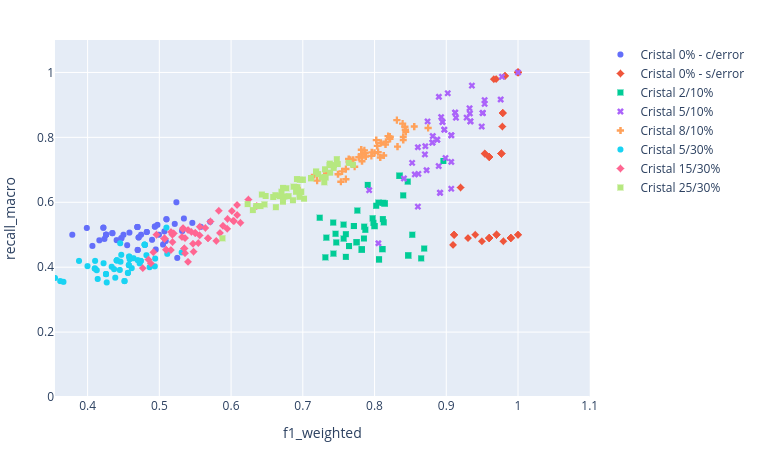 Cristal 0% - c/error
Cristal 0% - s/error
Cristal 2/10%
Cristal 5/10%
Cristal 8/10%
Cristal 5/30%
Cristal 15/30%
Cristal 25/30%
recall_macro
1
0.8
0.6
0.4
0.2
0
0.4 0.5 0.6 0.7 0.8 0.9 1 1.1
f1_weighted